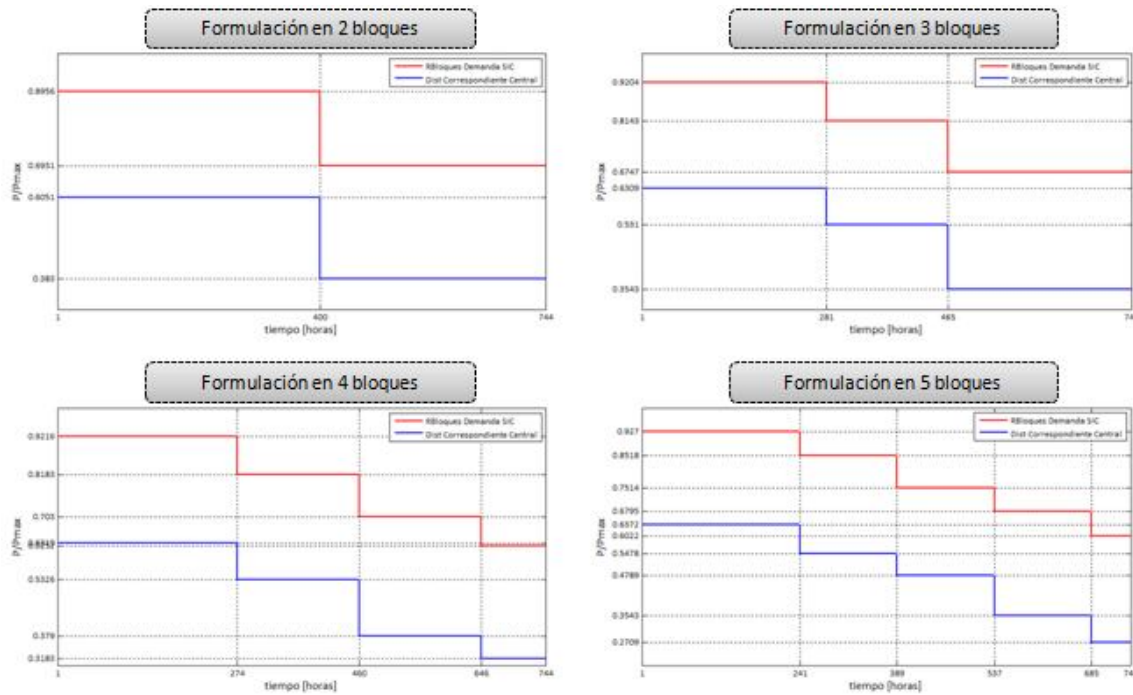 Formulación en 2 bloques
RBloques Demanda SIC
Dist Correspondiente Central
0.8956
0.6931
0.6051
0.383
P/Pmax
1
400
744
tiempo [horas]
Formulación en 3 bloques
RBloques Demanda SIC
Dist Correspondiente Central
0.9204
0.8143
0.6747
0.6309
0.531
0.3543
P/Pmax
1
281
465
74
tiempo [horas]
Formulación en 4 bloques
RBloques Demanda SIC
Dist Correspondiente Central
0.9216
0.8183
0.703
0.5326
0.379
0.3183
P/Pmax
1
274
460
646
744
tiempo [horas]
Formulación en 5 bloques
RBloques Demanda SIC
Dist Correspondiente Central
0.927
0.8518
0.7514
0.6795
0.6372
0.6022
0.5478
0.4789
0.3543
0.2709
P/Pmax
1
241
389
537
685
74
tiempo [horas]